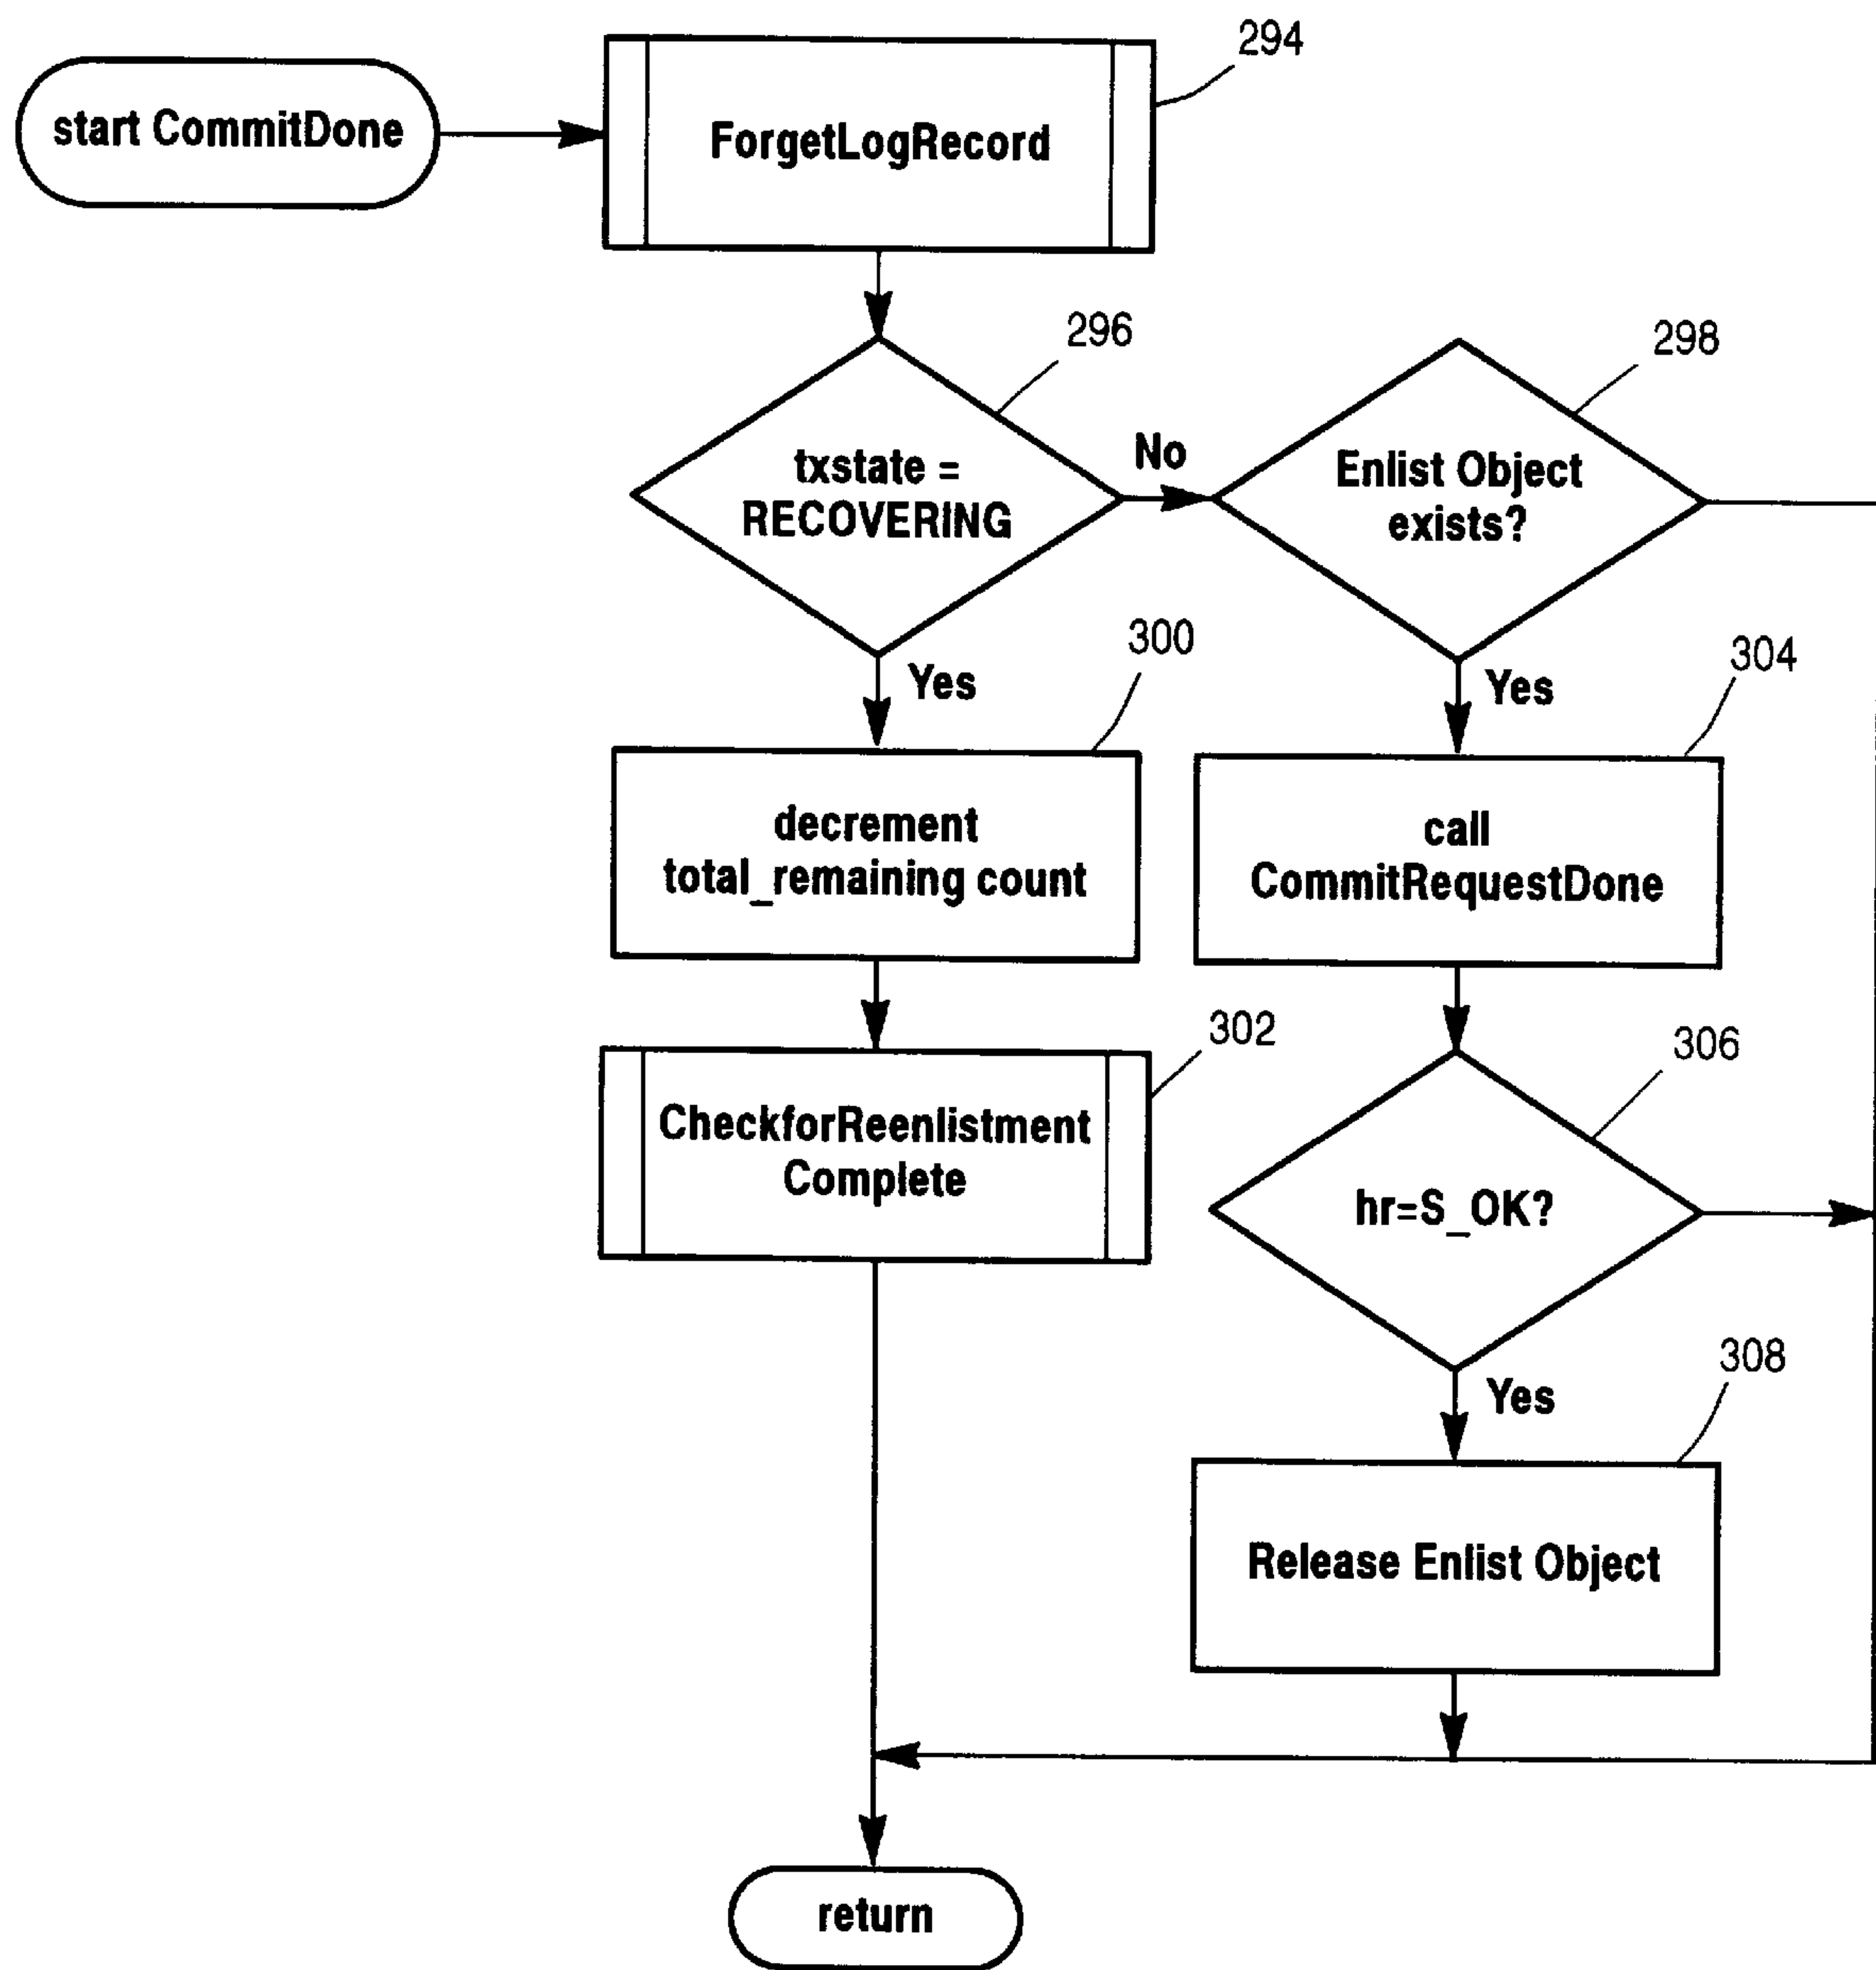 294
start CommitDone
ForgetLogRecord
296
298
txstate =
RECOVERING
No
Enlist Object
exists?
300
Yes
304
Yes
decrement
total_remaining count
call
CommitRequestDone
302
306
CheckforReenlistment
Complete
hr=S_OK?
308
Yes
Release Enlist Object
return